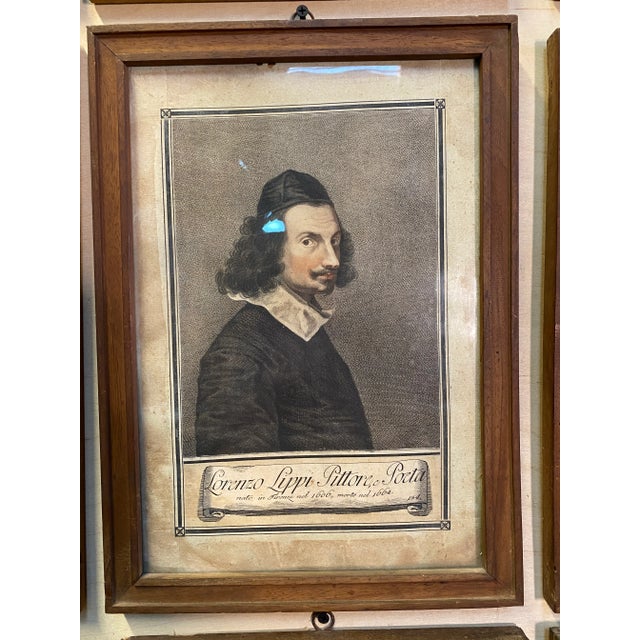 Lorenzo Lippi Pittore, e Poeta
nato in Firenze nel 1606, morto nel 1664.